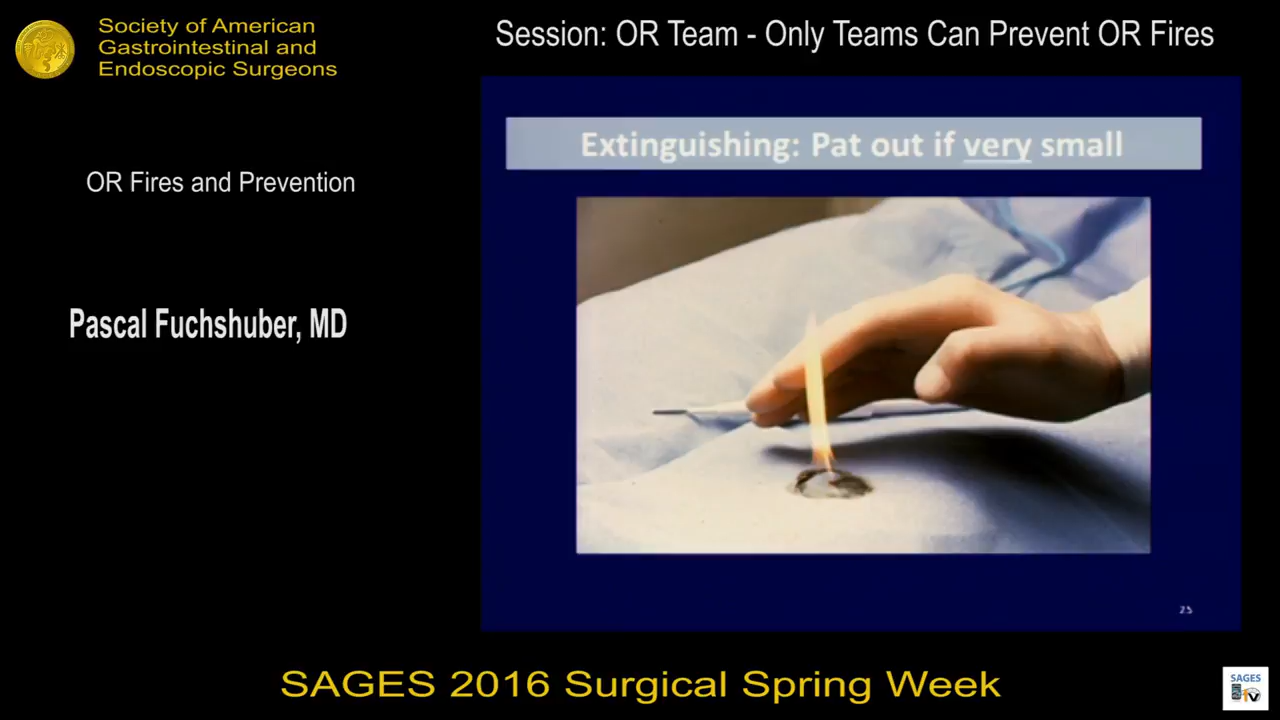 Society of American
Gastrointestinal and
Endoscopic Surgeons
Session: OR Team - Only Teams Can Prevent OR Fires
OR Fires and Prevention
Pascal Fuchshuber, MD
Extinguishing: Pat out if very small
25
SAGES 2016 Surgical Spring Week
SAGES
TV